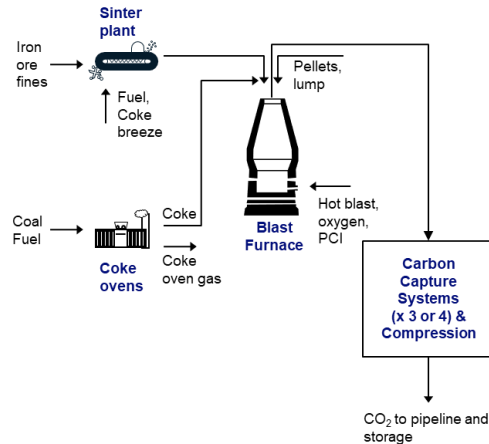 Sinter
plant
Iron
ore
fines
Fuel,
Coke
breeze
Pellets,
lump
Coal
Fuel
Coke
Coke
oven gas
Coke
ovens
Hot blast,
oxygen,
PCI
Blast
Furnace
Carbon
Capture
Systems
(x 3 or 4) &
Compression
CO₂ to pipeline and
storage